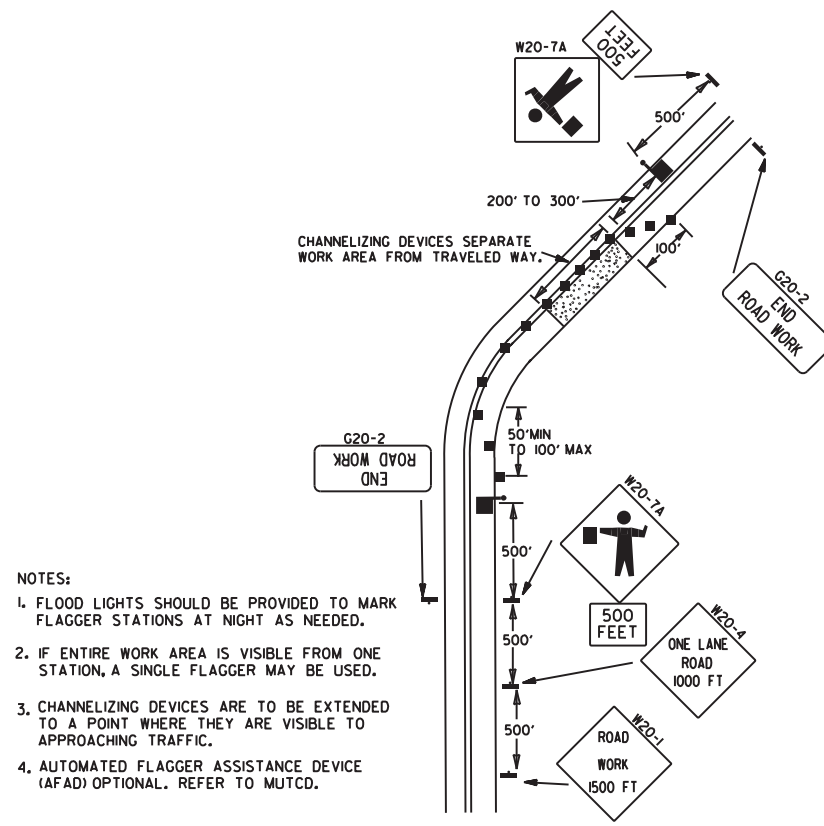 W20-7A
500
FEET
500'
200' TO 300'
CHANNELIZING DEVICES SEPARATE
WORK AREA FROM TRAVELED WAY.
100'
G20-2
END
ROAD WORK
G20-2
END
ROAD WORK
50'MIN
TO 100' MAX
W20-7A
500'
500
FEET
500'
W20-4
ONE LANE
ROAD
1000 FT
500'
W20-1
ROAD
WORK
1500 FT
NOTES:
1. FLOOD LIGHTS SHOULD BE PROVIDED TO MARK
FLAGGER STATIONS AT NIGHT AS NEEDED.
2. IF ENTIRE WORK AREA IS VISIBLE FROM ONE
STATION, A SINGLE FLAGGER MAY BE USED.
3. CHANNELIZING DEVICES ARE TO BE EXTENDED
TO A POINT WHERE THEY ARE VISIBLE TO
APPROACHING TRAFFIC.
4. AUTOMATED FLAGGER ASSISTANCE DEVICE
(AFAD) OPTIONAL. REFER TO MUTCD.